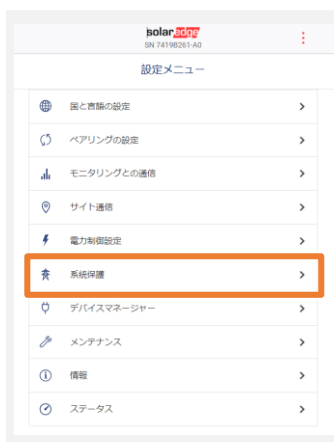 solaredge
SN 7419B261-A0
設定メニュー
国と言語の設定
ペアリングの設定
モニタリングとの通信
サイト通信
電力制御設定
系統保護
デバイスマネージャー
メンテナンス
情報
ステータス